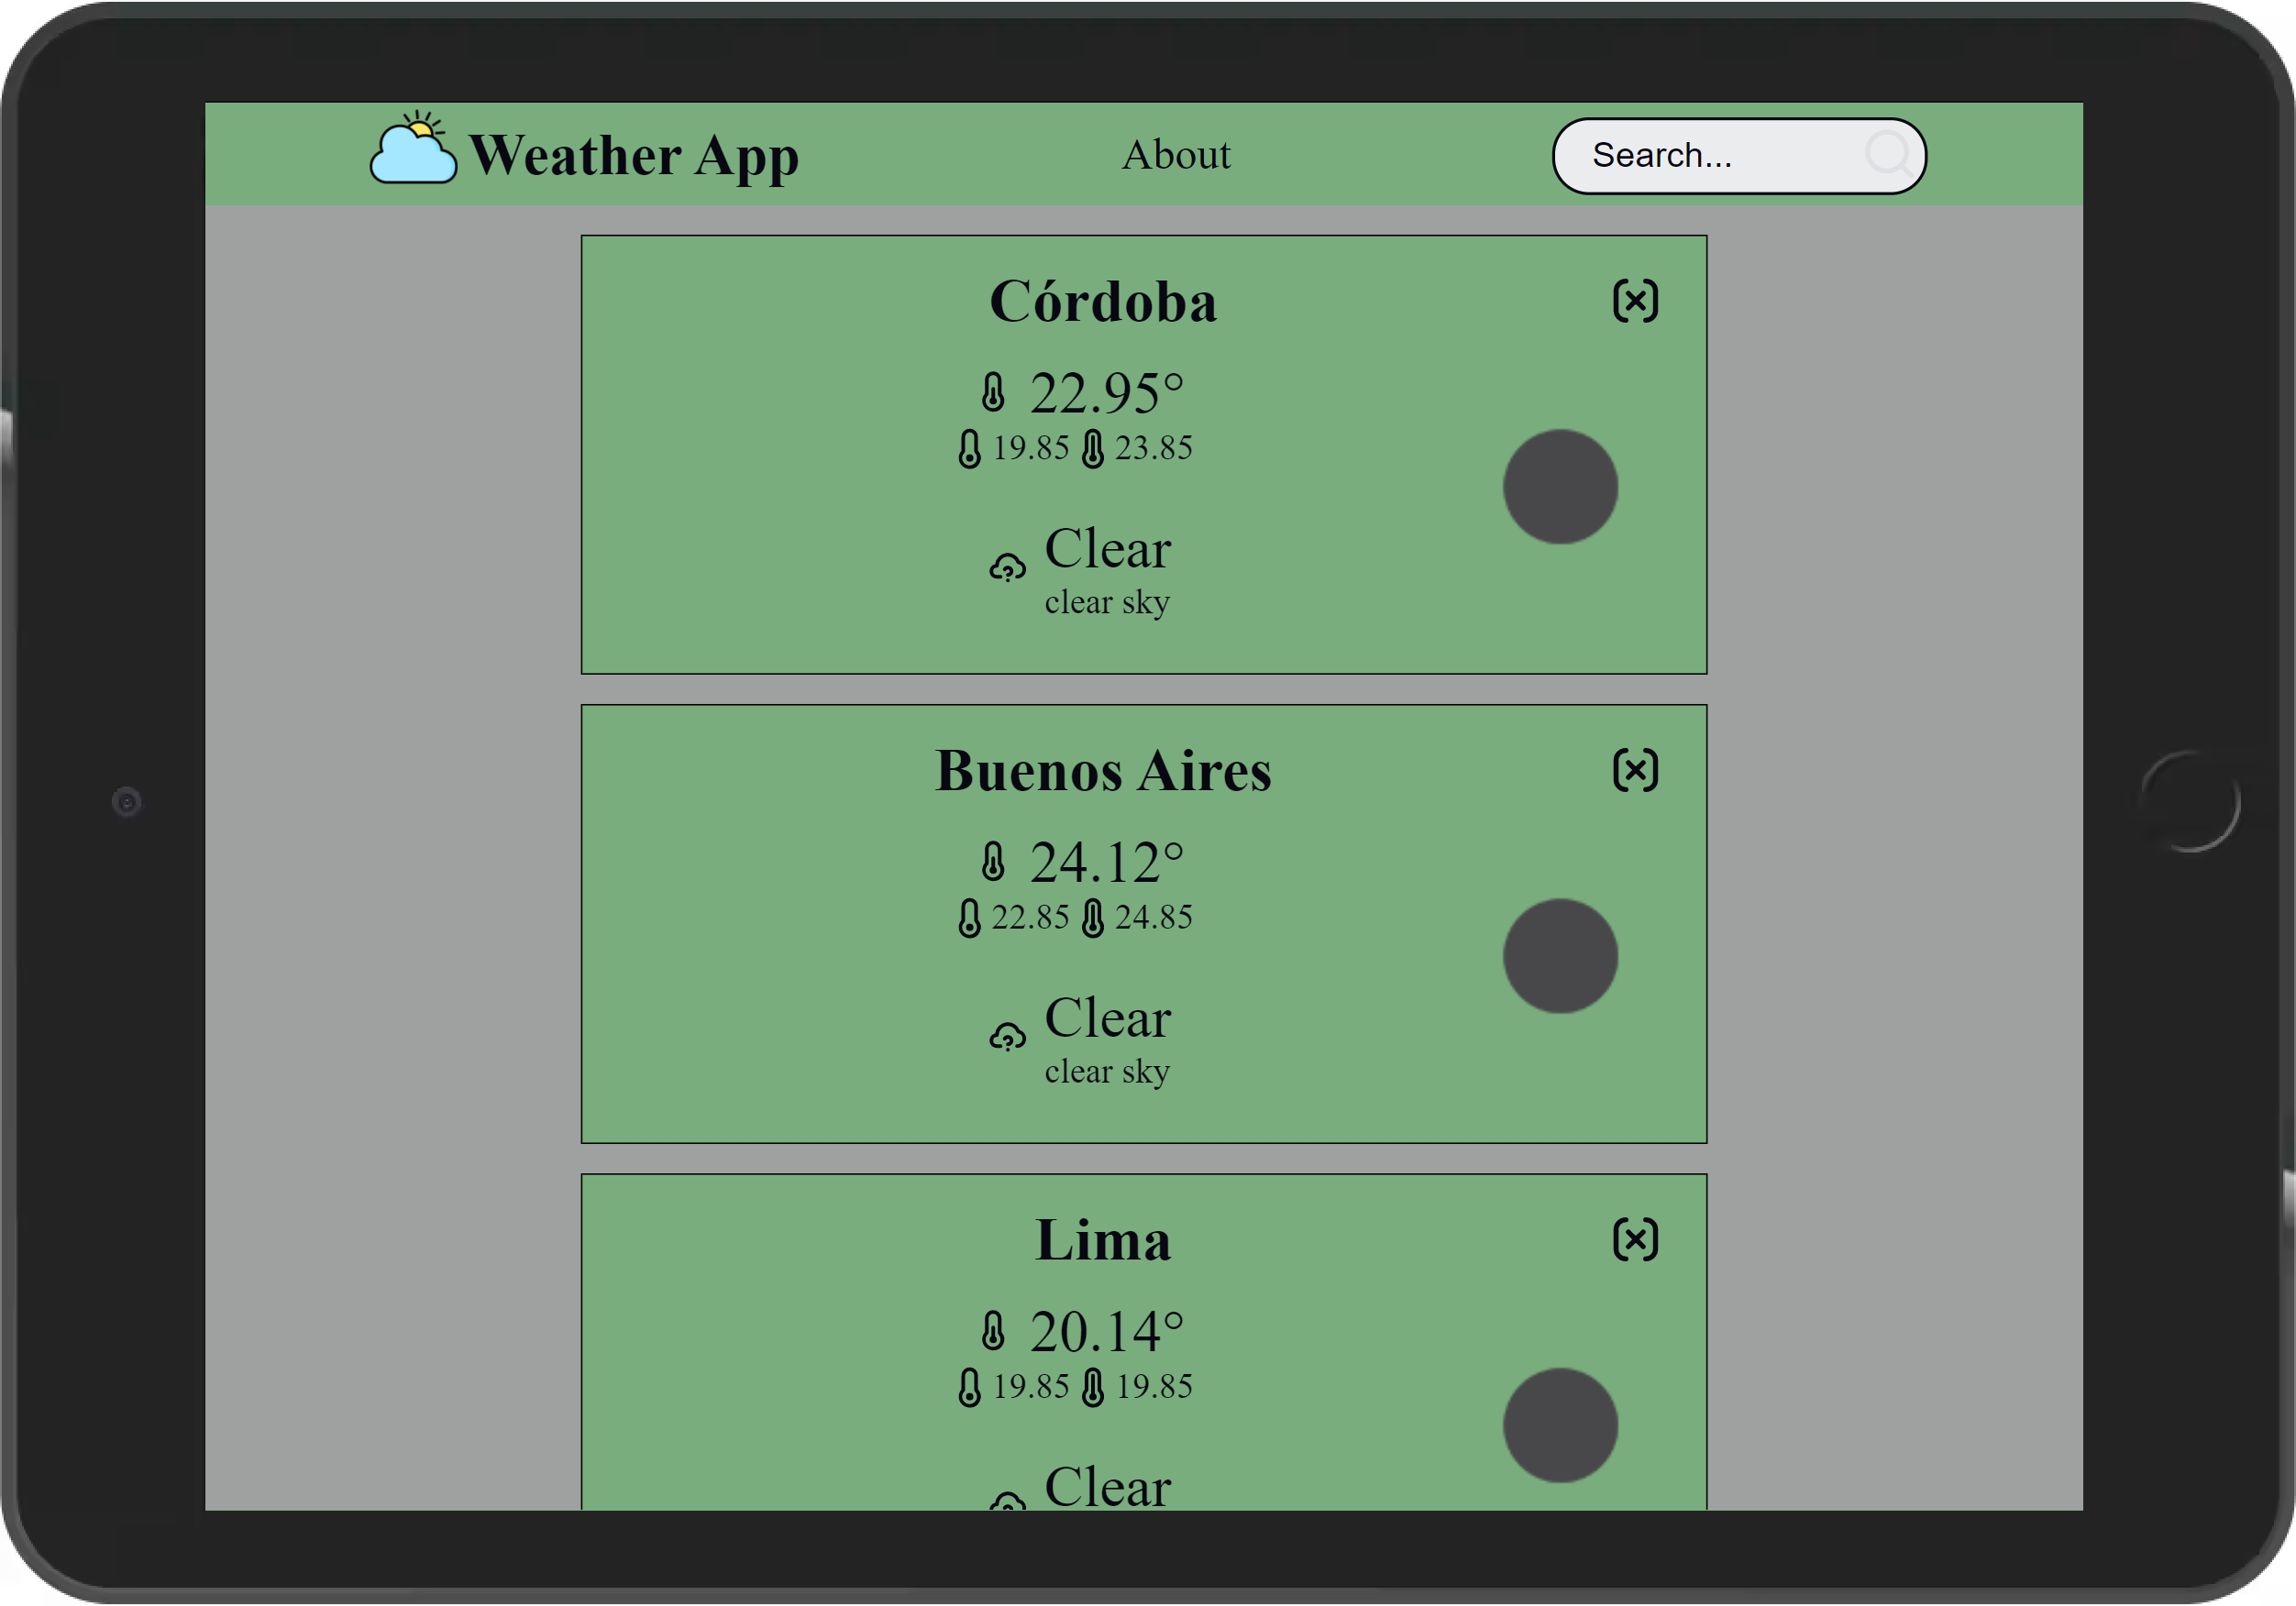 Weather App
About
Search...
Córdoba
22.95°
19.85 23.85
Clear
clear sky
Buenos Aires
24.12°
22.85 24.85
Clear
clear sky
Lima
20.14°
19.85 19.85
Clear